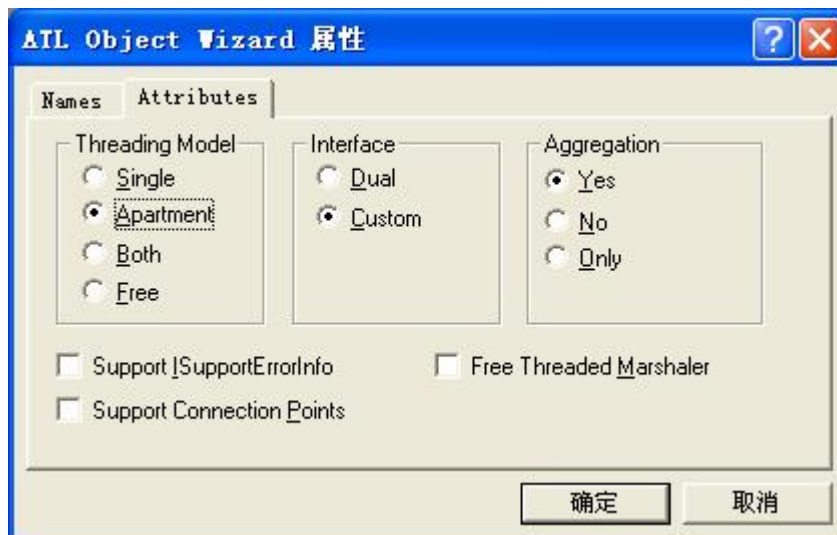 ATL Object Wizard 属性
Names Attributes
Threading Model Interface Aggregation
Single Dual Yes
Apartment Custom No
Both Only
Free
Support ISupportErrorInfo Free Threaded Marshaler
Support Connection Points
确定 取消